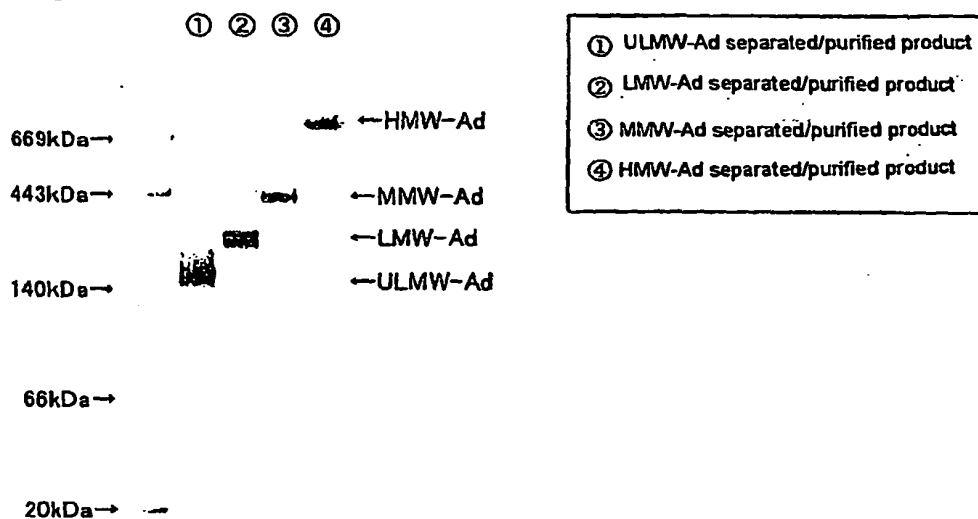 ① ② ③ ④
669kDa→
443kDa→
140kDa→
66kDa→
20kDa→
←HMW-Ad
←MMW-Ad
←LMW-Ad
←ULMW-Ad
① ULMW-Ad separated/purified product
② LMW-Ad separated/purified product
③ MMW-Ad separated/purified product
④ HMW-Ad separated/purified product